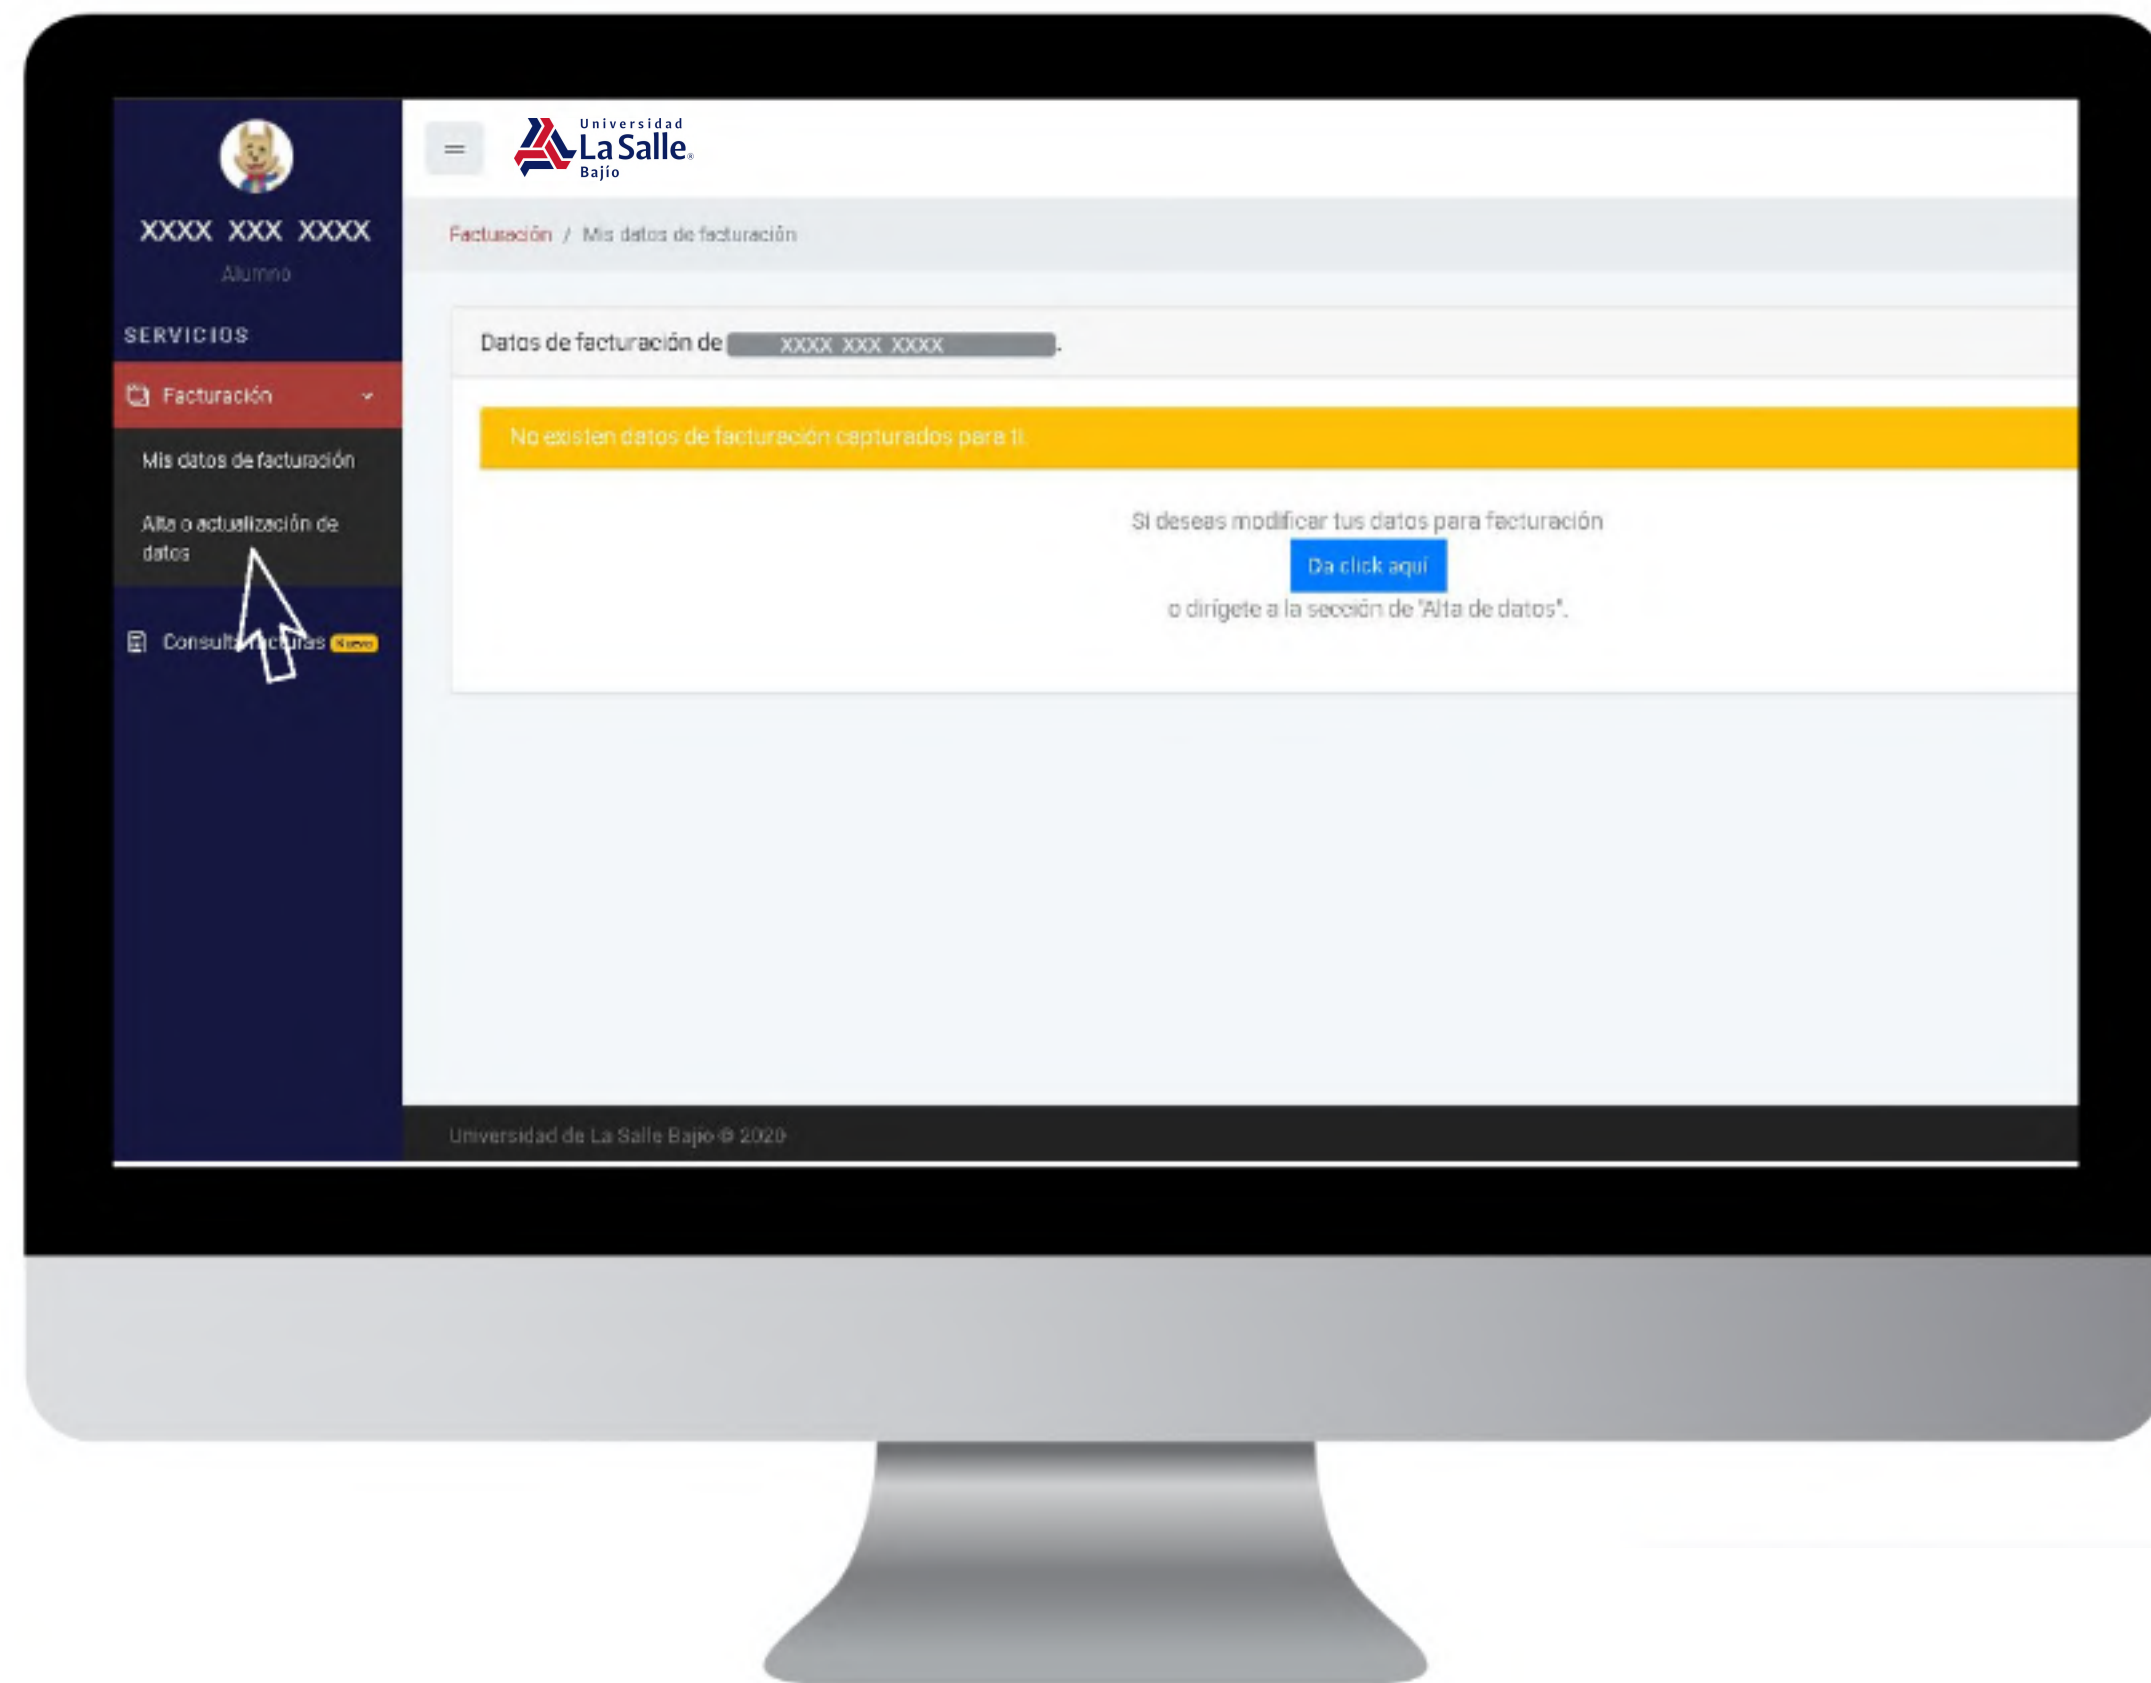 XXXX XXX XXXX
Alumno
SERVICIOS
Facturación
Mis datos de facturación
Alta o actualización de
datos
Consulta facturas Nuevo
Universidad
La Salle®
Bajío
Facturación / Mis datos de facturación
Datos de facturación de XXXX XXX XXXX.
No existen datos de facturación capturados para ti.
Si deseas modificar tus datos para facturación
Da click aquí
o dirígete a la sección de "Alta de datos".
Universidad de La Salle Bajío © 2020